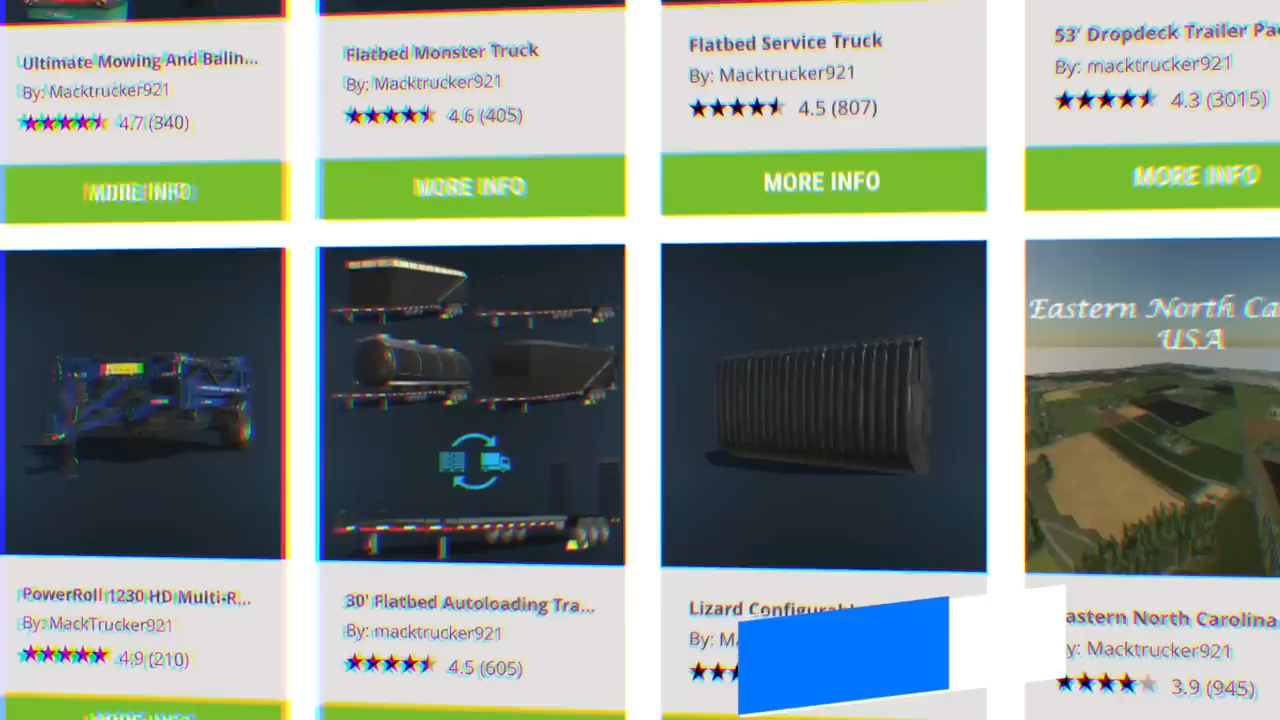 Ultimate Mowing And Balin...
By: Macktrucker921
4.7 (340)
MORE INFO
Flatbed Monster Truck
By: Macktrucker921
4.6 (405)
MORE INFO
Flatbed Service Truck
By: Macktrucker921
4.5 (807)
MORE INFO
53' Dropdeck Trailer Pa
By: macktrucker921
4.3 (3015)
MORE INFO
Eastern North Ca
USA
PowerRoll 1230 HD Multi-R...
By: MackTrucker921
4.9 (210)
MORE INFO
30' Flatbed Autoloading Tra...
By: macktrucker921
4.5 (605)
Lizard Configurabl
By: M
astern North Carolina
y: Macktrucker921
3.9 (945)